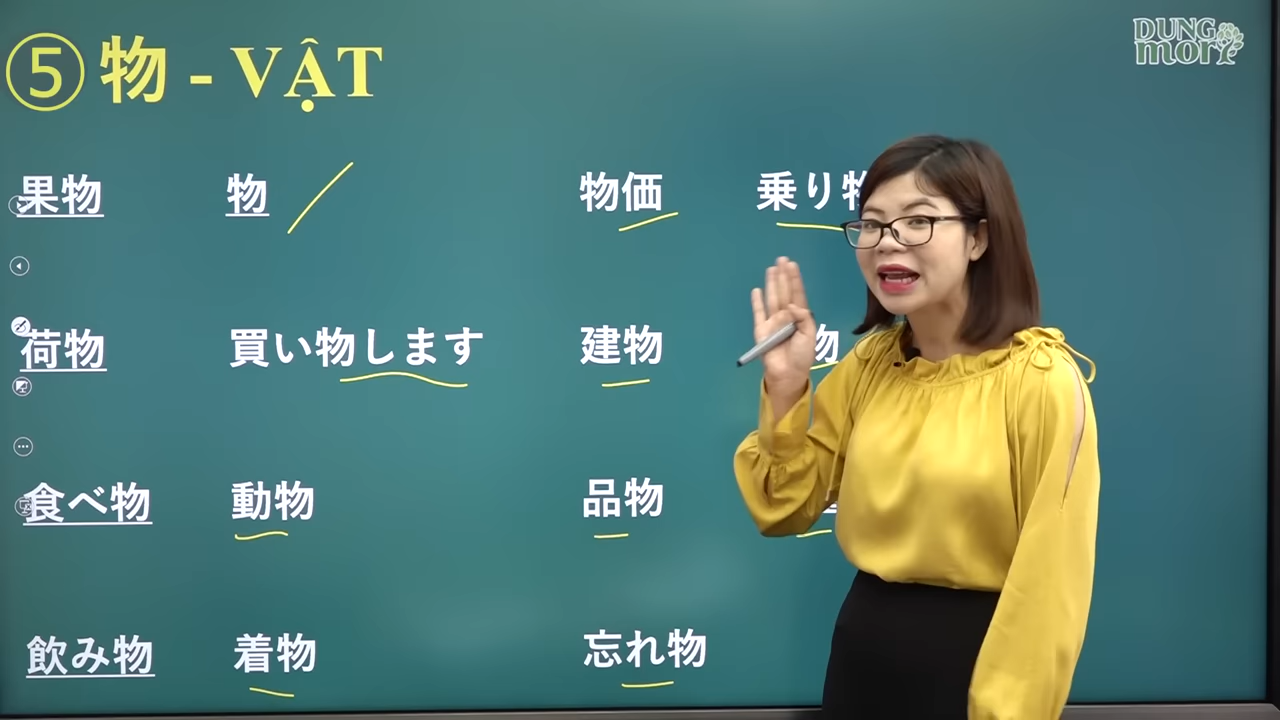 ⑤ 物 - VẬT
DUNG mori
果物 物 物価 乗り物
荷物 買い物します 建物 物
食べ物 動物 品物
飲み物 着物 忘れ物